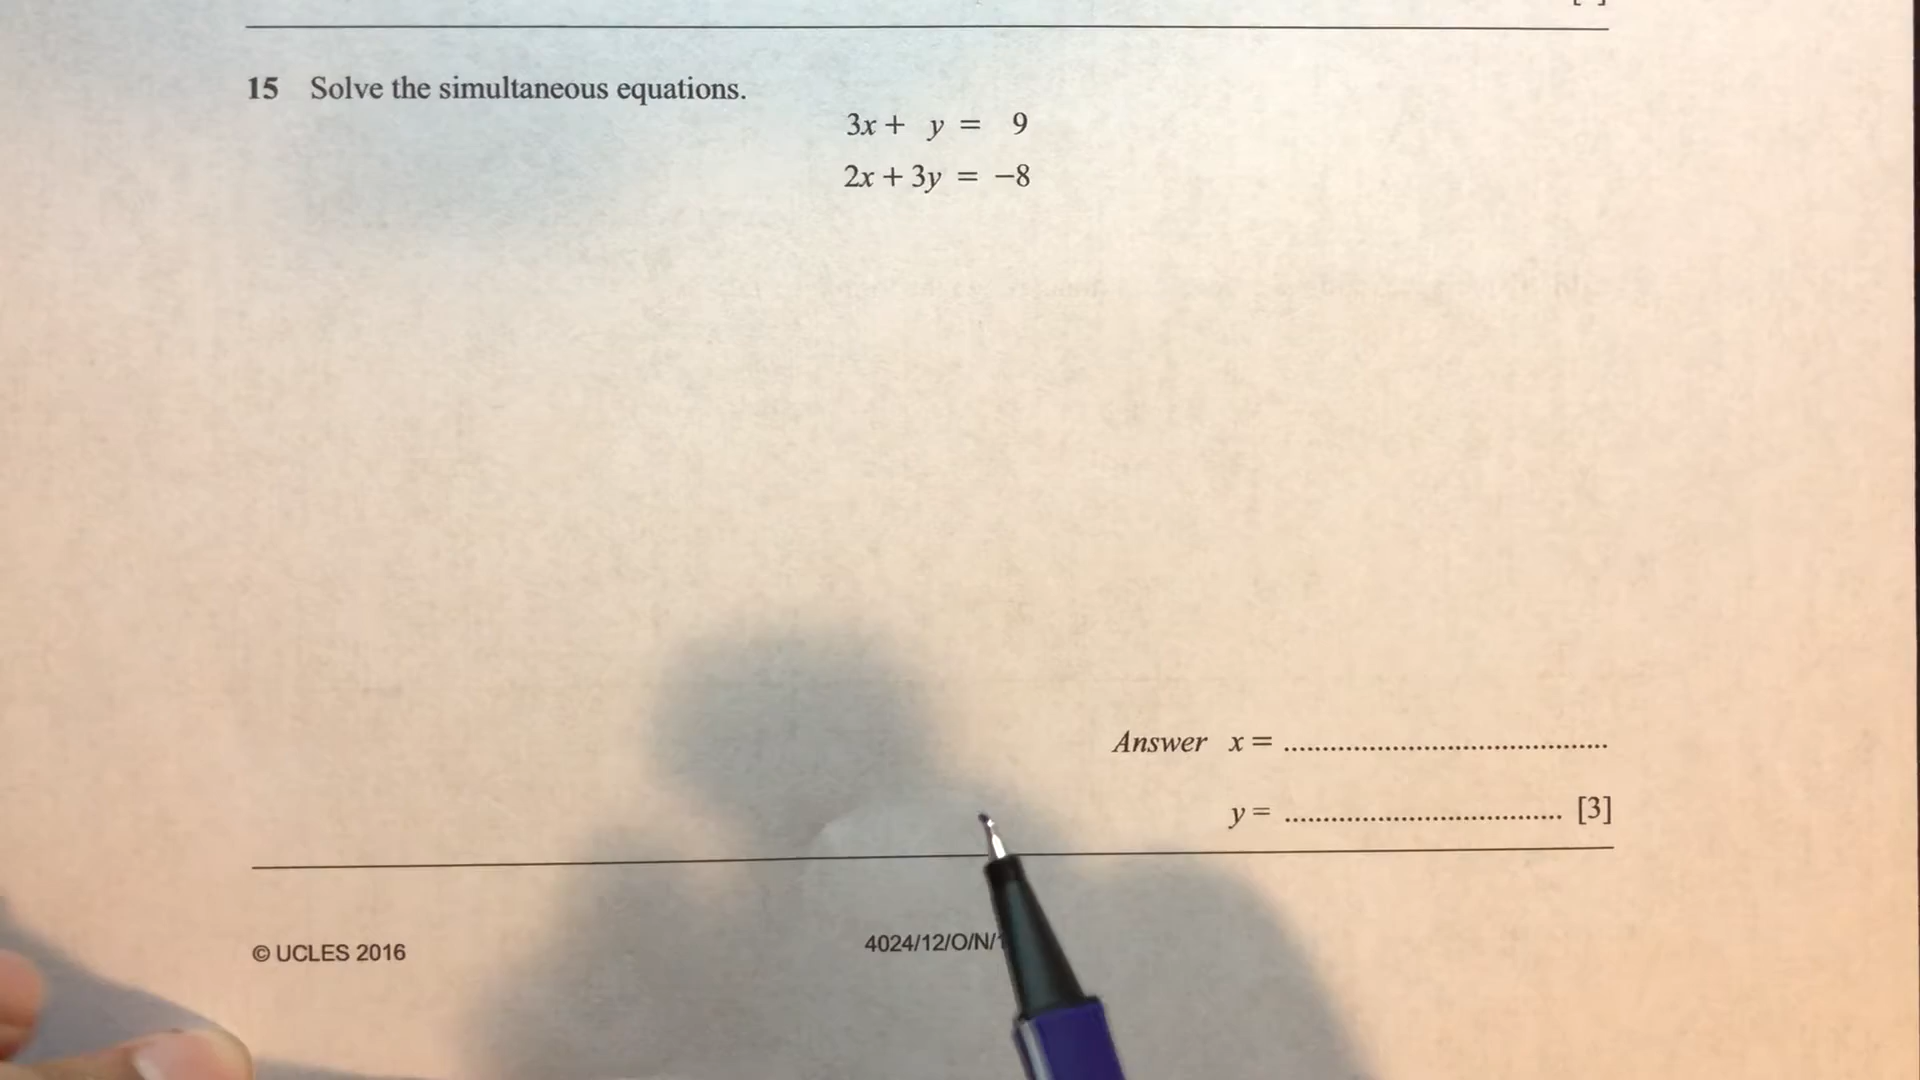 15 Solve the simultaneous equations.
3x + y = 9
2x + 3y = −8
Answer x = ........................................
y = .................................... [3]
© UCLES 2016
4024/12/O/N/